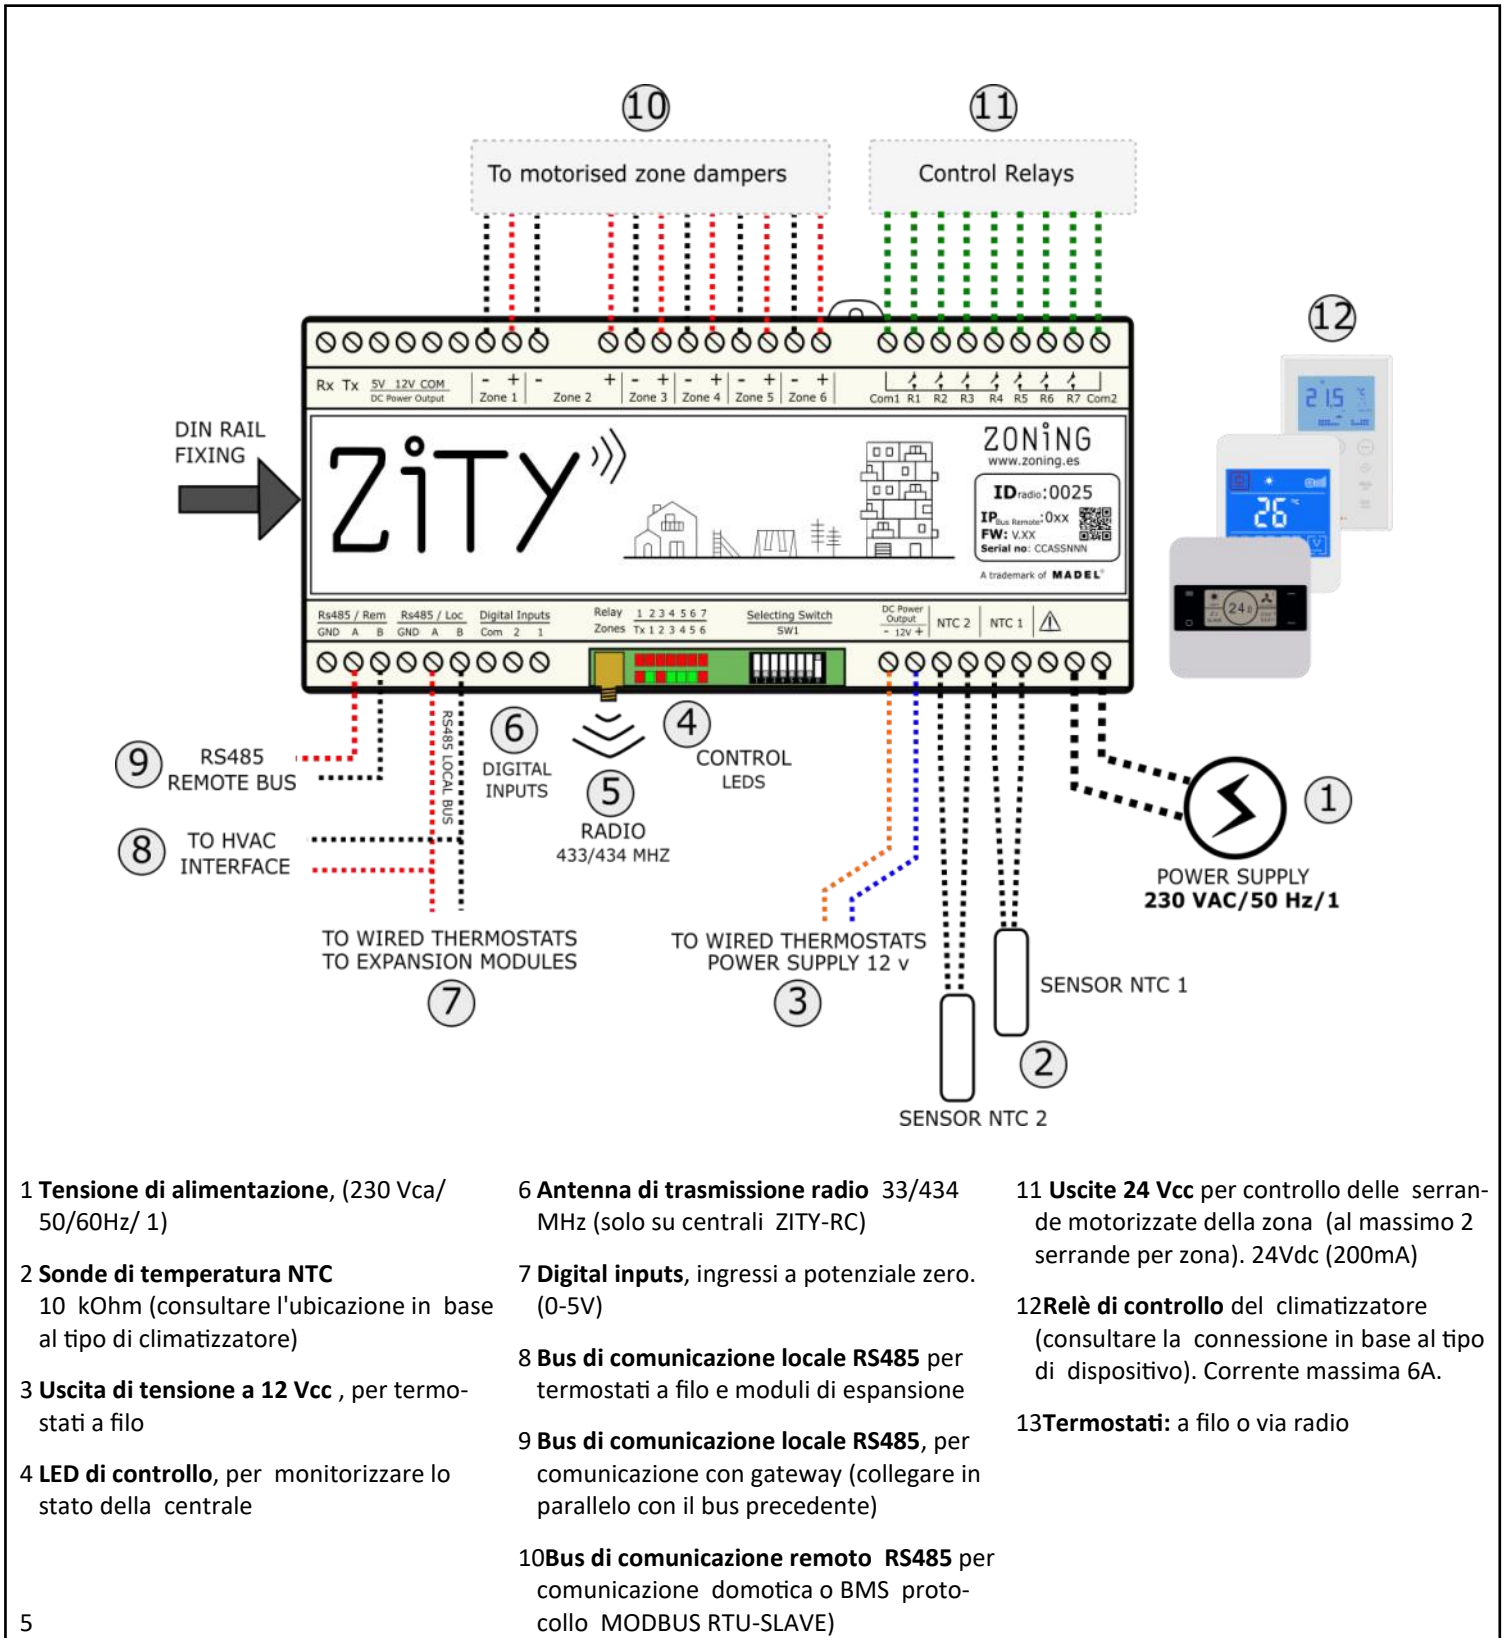 10
11
To motorised zone dampers
Control Relays
12
Rx Tx 5V 12V COM
DC Power Output
- + - + - + - + - + - +
Zone 1 Zone 2 Zone 3 Zone 4 Zone 5 Zone 6
Com1 R1 R2 R3 R4 R5 R6 R7 Com2
21.5 °C
DIN RAIL
FIXING
ZiTY
ZONiNG
www.zoning.es
IDradio:0025
IPBus Remote:0xx
FW: V.XX
Serial no: CCASSNNN
A trademark of MADEL®
26 °C
24
Rs485 / Rem Rs485 / Loc Digital Inputs
GND A B GND A B Com 2 1
Relay 1 2 3 4 5 6 7
Zones Tx 1 2 3 4 5 6
Selecting Switch
SW1
DC Power
Output
- 12V +
NTC 2 NTC 1
9 RS485
REMOTE BUS
RS485 LOCAL BUS
6
DIGITAL
INPUTS
4
CONTROL
LEDS
5
RADIO
433/434 MHZ
8 TO HVAC
INTERFACE
1
POWER SUPPLY
230 VAC/50 Hz/1
TO WIRED THERMOSTATS
TO EXPANSION MODULES
7
TO WIRED THERMOSTATS
POWER SUPPLY 12 v
3
SENSOR NTC 1
2
SENSOR NTC 2
1 Tensione di alimentazione, (230 Vca/
50/60Hz/ 1)
2 Sonde di temperatura NTC
10 kOhm (consultare l'ubicazione in base
al tipo di climatizzatore)
3 Uscita di tensione a 12 Vcc , per termo-
stati a filo
4 LED di controllo, per monitorizzare lo
stato della centrale
6 Antenna di trasmissione radio 33/434
MHz (solo su centrali ZITY-RC)
7 Digital inputs, ingressi a potenziale zero.
(0-5V)
8 Bus di comunicazione locale RS485 per
termostati a filo e moduli di espansione
9 Bus di comunicazione locale RS485, per
comunicazione con gateway (collegare in
parallelo con il bus precedente)
10Bus di comunicazione remoto RS485 per
comunicazione domotica o BMS proto-
collo MODBUS RTU-SLAVE)
11 Uscite 24 Vcc per controllo delle serran-
de motorizzate della zona (al massimo 2
serrande per zona). 24Vdc (200mA)
12Relè di controllo del climatizzatore
(consultare la connessione in base al tipo
di dispositivo). Corrente massima 6A.
13Termostati: a filo o via radio
5